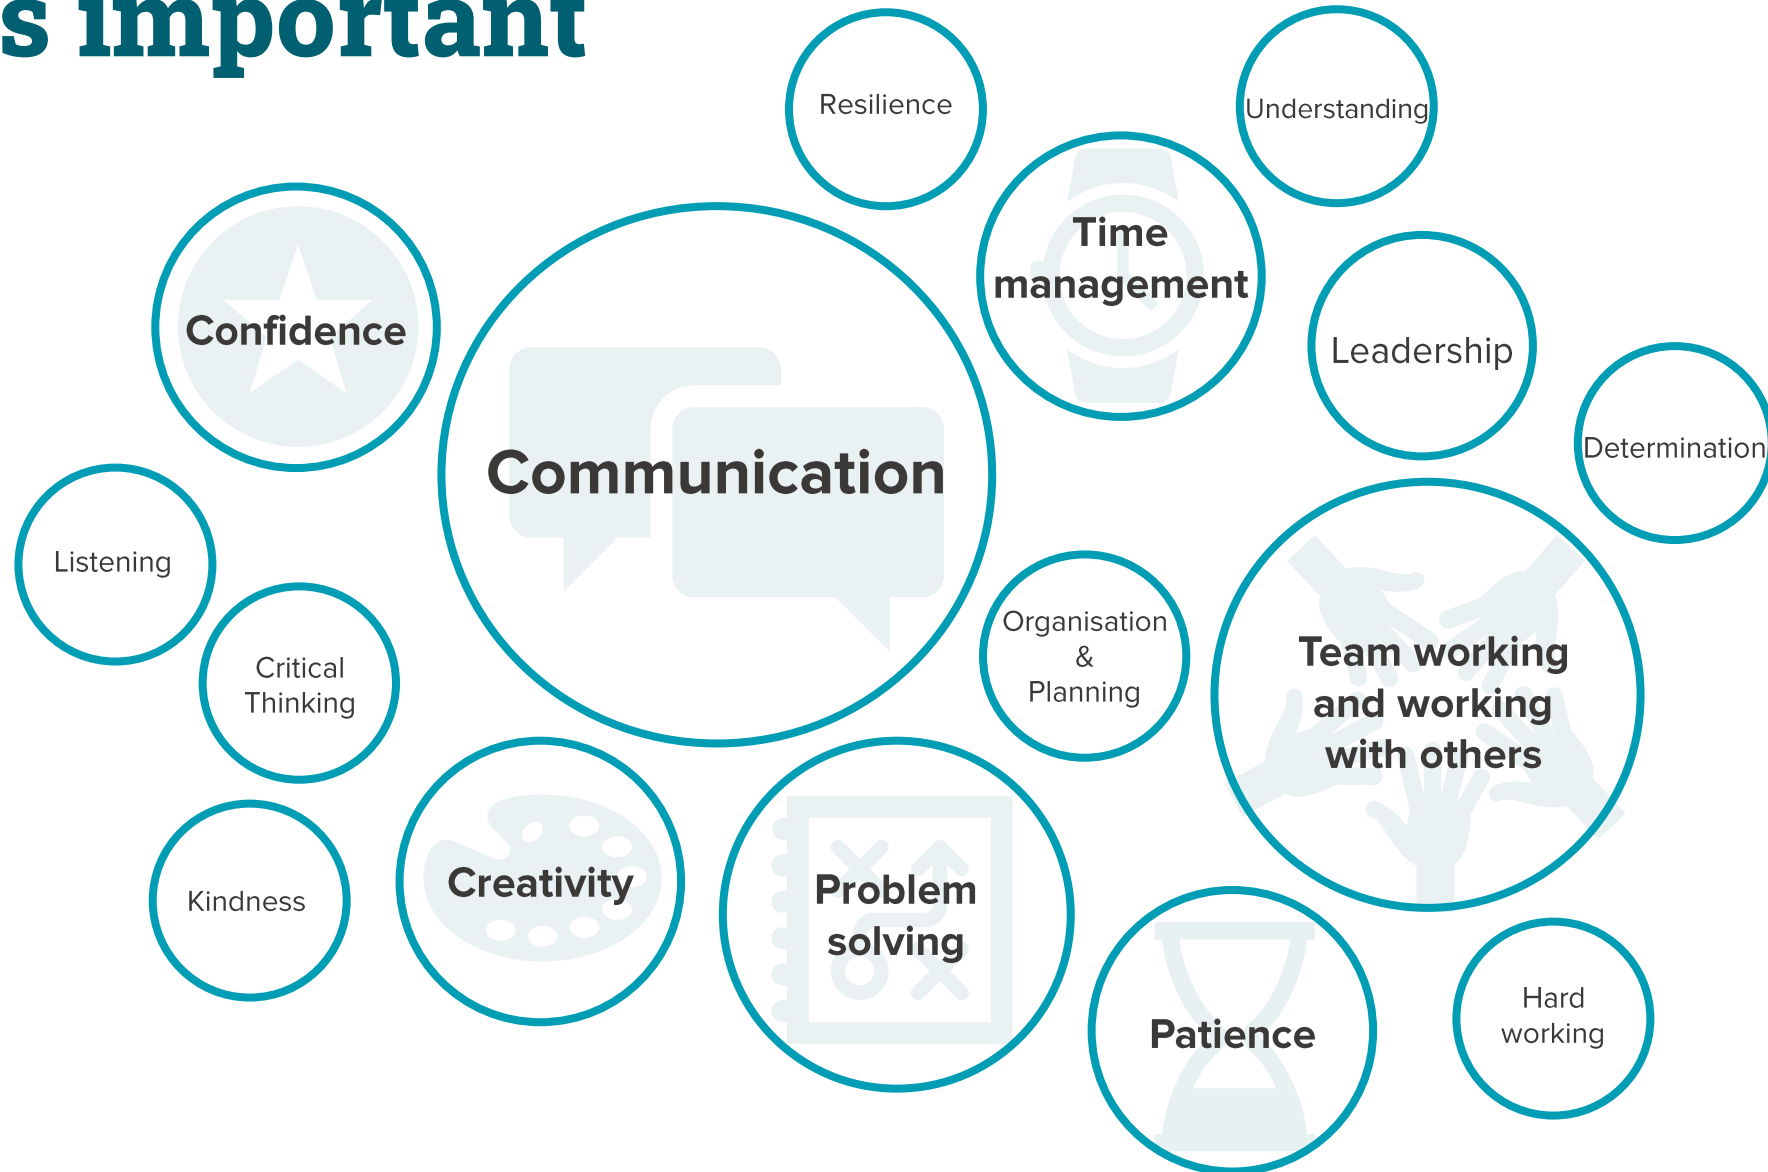 s important
Resilience
Understanding
Time
management
Confidence
Leadership
Communication
Determination
Listening
Organisation
&
Planning
Team working
and working
with others
Critical
Thinking
Creativity
Problem
solving
Kindness
Patience
Hard
working